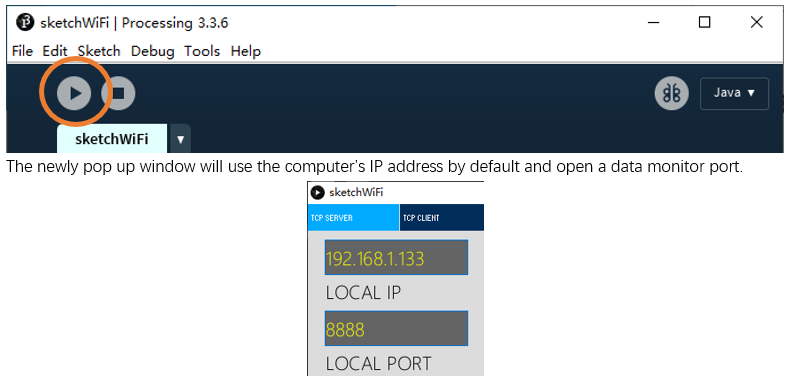 sketchWiFi | Processing 3.3.6
File Edit Sketch Debug Tools Help
Java ▼
sketchWiFi ▼
The newly pop up window will use the computer's IP address by default and open a data monitor port.
sketchWiFi
TCP SERVER TCP CLIENT
192.168.1.133
LOCAL IP
8888
LOCAL PORT